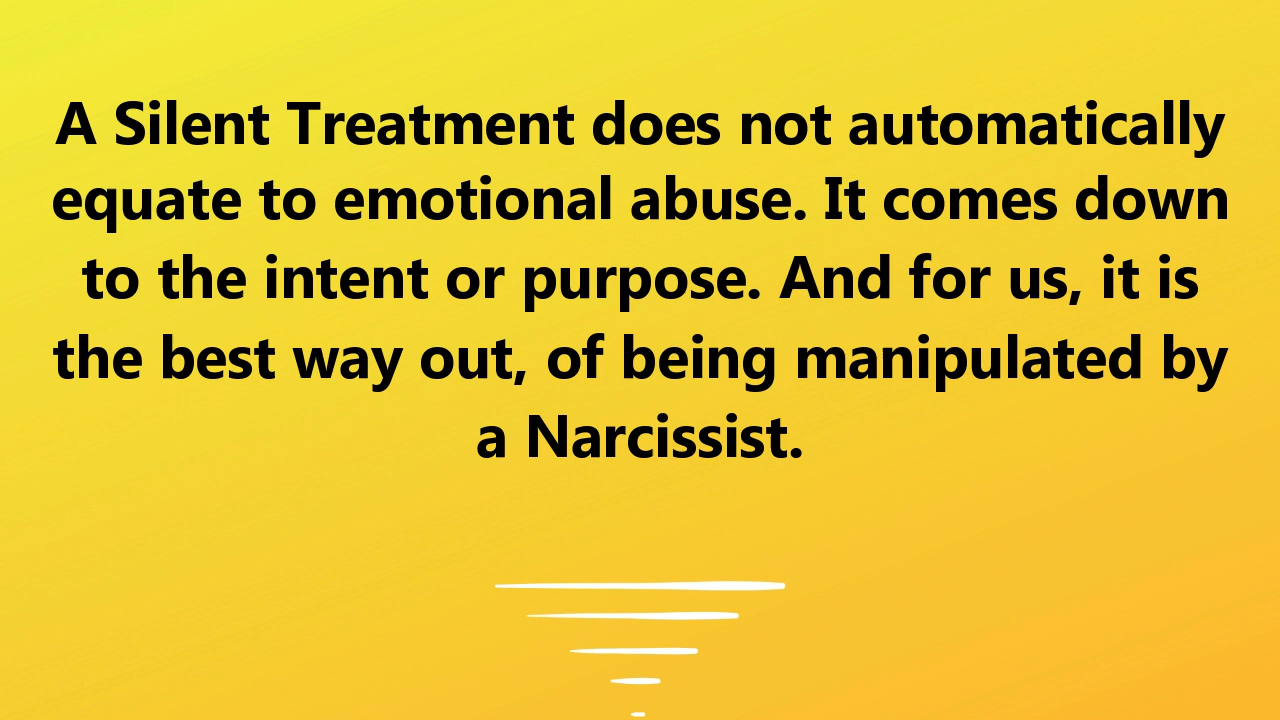 A Silent Treatment does not automatically
equate to emotional abuse. It comes down
to the intent or purpose. And for us, it is
the best way out, of being manipulated by
a Narcissist.